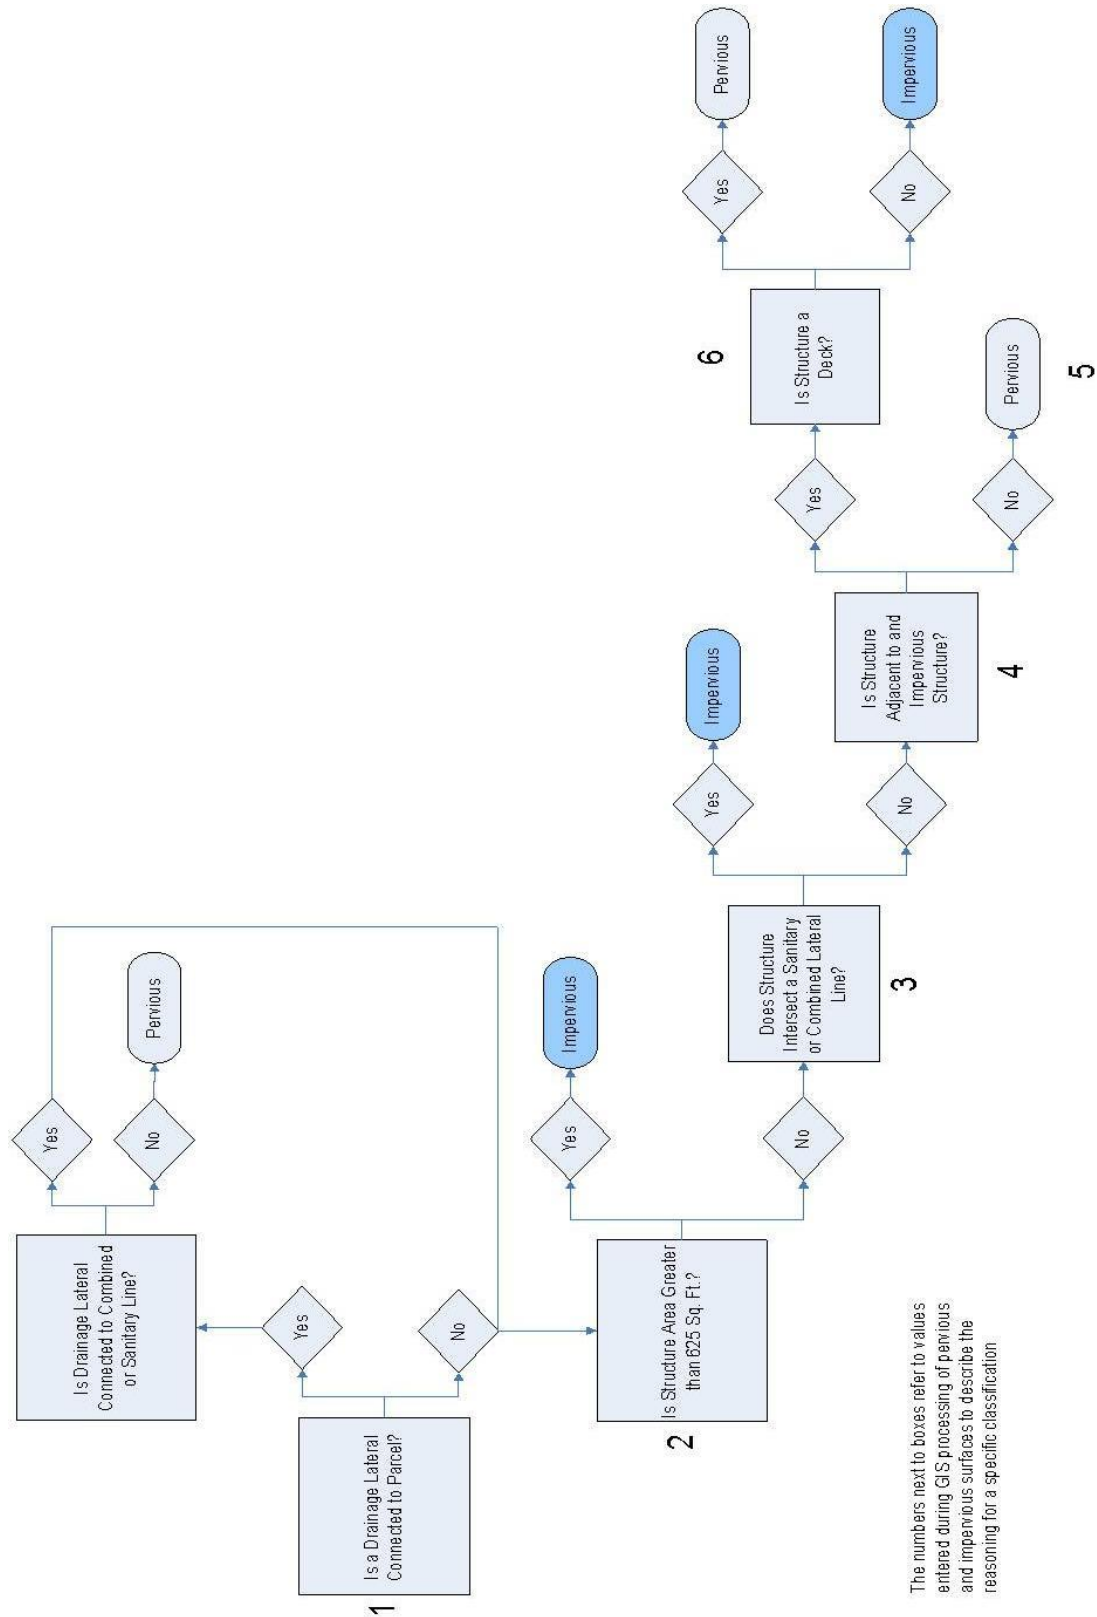 Is Drainage Lateral
Connected to Combined
or Sanitary Line?
Yes
No
Pervious
1
Is a Drainage Lateral
Connected to Parcel?
Yes
No
2
Is Structure Area Greater
than 625 Sq. Ft.?
Yes
Impervious
No
3
Does Structure
Intersect a Sanitary
or Combined Lateral
Line?
Yes
Impervious
No
4
Is Structure
Adjacent to and
Impervious
Structure?
Yes
No
Pervious
5
6
Is Structure a
Deck?
Yes
Pervious
No
Impervious
The numbers next to boxes refer to values
entered during GIS processing of pervious
and impervious surfaces to describe the
reasoning for a specific classification